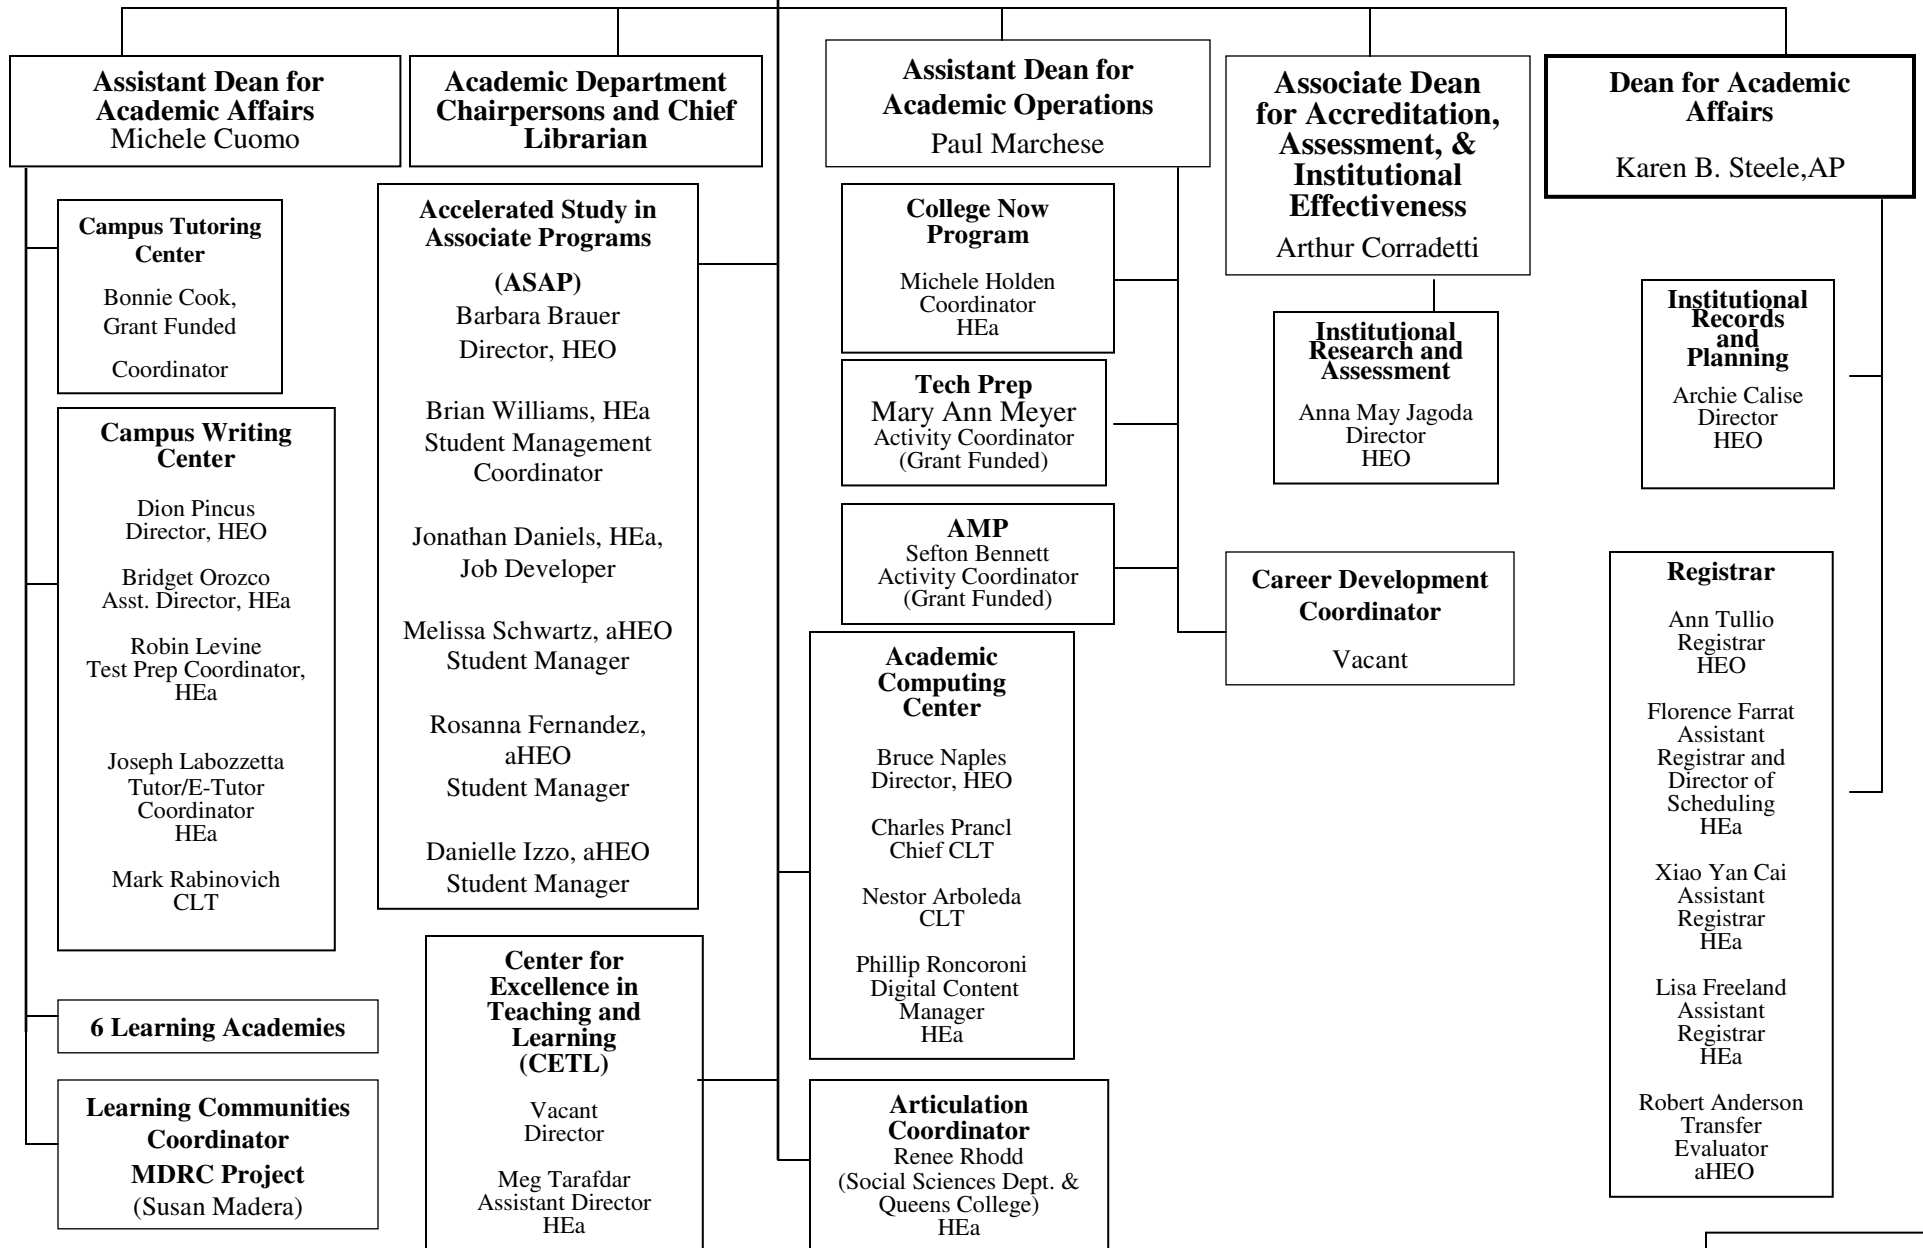 Assistant Dean for
Academic Affairs
Michele Cuomo
Academic Department
Chairpersons and Chief
Librarian
Assistant Dean for
Academic Operations
Paul Marchese
Associate Dean
for Accreditation,
Assessment, &
Institutional
Effectiveness
Arthur Corradetti
Dean for Academic
Affairs
Karen B. Steele,AP
Campus Tutoring
Center
Bonnie Cook,
Grant Funded
Coordinator
Campus Writing
Center
Dion Pincus
Director, HEO
Bridget Orozco
Asst. Director, HEa
Robin Levine
Test Prep Coordinator,
HEa
Joseph Labozzetta
Tutor/E-Tutor
Coordinator
HEa
Mark Rabinovich
CLT
6 Learning Academies
Learning Communities
Coordinator
MDRC Project
(Susan Madera)
Accelerated Study in
Associate Programs
(ASAP)
Barbara Brauer
Director, HEO
Brian Williams, HEa
Student Management
Coordinator
Jonathan Daniels, HEa,
Job Developer
Melissa Schwartz, aHEO
Student Manager
Rosanna Fernandez,
aHEO
Student Manager
Danielle Izzo, aHEO
Student Manager
Center for
Excellence in
Teaching and
Learning
(CETL)
Vacant
Director
Meg Tarafdar
Assistant Director
HEa
College Now
Program
Michele Holden
Coordinator
HEa
Tech Prep
Mary Ann Meyer
Activity Coordinator
(Grant Funded)
AMP
Sefton Bennett
Activity Coordinator
(Grant Funded)
Academic
Computing
Center
Bruce Naples
Director, HEO
Charles Prancl
Chief CLT
Nestor Arboleda
CLT
Phillip Roncoroni
Digital Content
Manager
HEa
Articulation
Coordinator
Renee Rhodd
(Social Sciences Dept. &
Queens College)
HEa
Institutional
Research and
Assessment
Anna May Jagoda
Director
HEO
Career Development
Coordinator
Vacant
Institutional
Records
and
Planning
Archie Calise
Director
HEO
Registrar
Ann Tullio
Registrar
HEO
Florence Farrat
Assistant
Registrar and
Director of
Scheduling
HEa
Xiao Yan Cai
Assistant
Registrar
HEa
Lisa Freeland
Assistant
Registrar
HEa
Robert Anderson
Transfer
Evaluator
aHEO